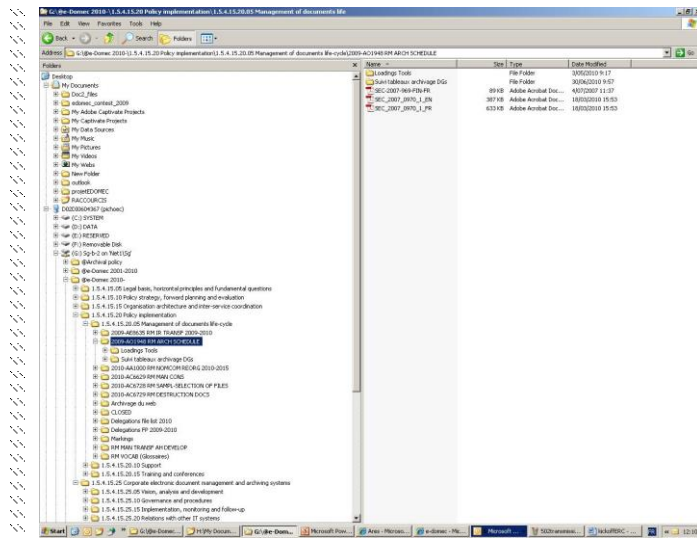 G:\@e-Domec 2010-\1.5.4.15.20 Policy implementation\1.5.4.15.20.05 Management of documents life
File Edit View Favorites Tools Help
Back Search Folders
Address G:\@e-Domec 2010-\1.5.4.15.20 Policy implementation\1.5.4.15.20.05 Management of documents life-cycle\2009-AO1948 RM ARCH SCHEDULE Go
Folders
Name Size Type Date Modified
Loadings Tools File Folder 3/05/2010 9:17
Suivi tableaux archivage DGs File Folder 30/06/2010 9:57
SEC-2007-969-FIN-FR 89 KB Adobe Acrobat Doc... 4/07/2007 11:37
SEC_2007_0970_1_EN 387 KB Adobe Acrobat Doc... 18/03/2010 15:53
SEC_2007_0970_1_FR 633 KB Adobe Acrobat Doc... 18/03/2010 15:53
Desktop
My Documents
Doc2_files
edomec_context_2009
My Adobe Captivate Projects
My Captivate Projects
My Data Sources
My Music
My Pictures
My Videos
My Webs
New Folder
outlook
projetEDOMEC
RACCOURCIS
(C:) SYSTEM
(D:) DATA
(E:) RESERVED
(F:) Removable Disk
(G:) Sg-b-2 on 'Net1\Sg'
@Archival policy
@e-Domec 2001-2010
@e-Domec 2010-
1.5.4.15.05 Legal basis, horizontal principles and fundamental questions
1.5.4.15.10 Policy strategy, forward planning and evaluation
1.5.4.15.15 Organisation architecture and inter-service coordination
1.5.4.15.20 Policy implementation
1.5.4.15.20.05 Management of documents life-cycle
2009-AE8635 RM IR TRANSF 2009-2010
2009-AO1948 RM ARCH SCHEDULE
Loadings Tools
Suivi tableaux archivage DGs
2010-AA1000 RM NOMCOM REORG 2010-2015
2010-AC6629 RM MAN CONS
2010-AC6728 RM SAMPL-SELECTION OF FILES
2010-AC6729 RM DESTRUCTION DOCS
Archivage du web
CLOSED
Delegations file list 2010
Delegations FP 2009-2010
Markings
RM MAN TRANSF AH DEVELOP
RM VOCAB (Glossaires)
1.5.4.15.20.10 Support
1.5.4.15.20.15 Training and conferences
1.5.4.15.25 Corporate electronic document management and archiving systems
1.5.4.15.25.05 Vision, analysis and development
1.5.4.15.25.10 Governance and procedures
1.5.4.15.25.15 Implementation, monitoring and follow-up
1.5.4.15.25.20 Relations with other IT systems
Start G:\@e-Domec... H:\My Docum... G:\@e-Dom... Microsoft Pow... Ares - Microso... e-domec - Me... Microsoft ... FR 12:10